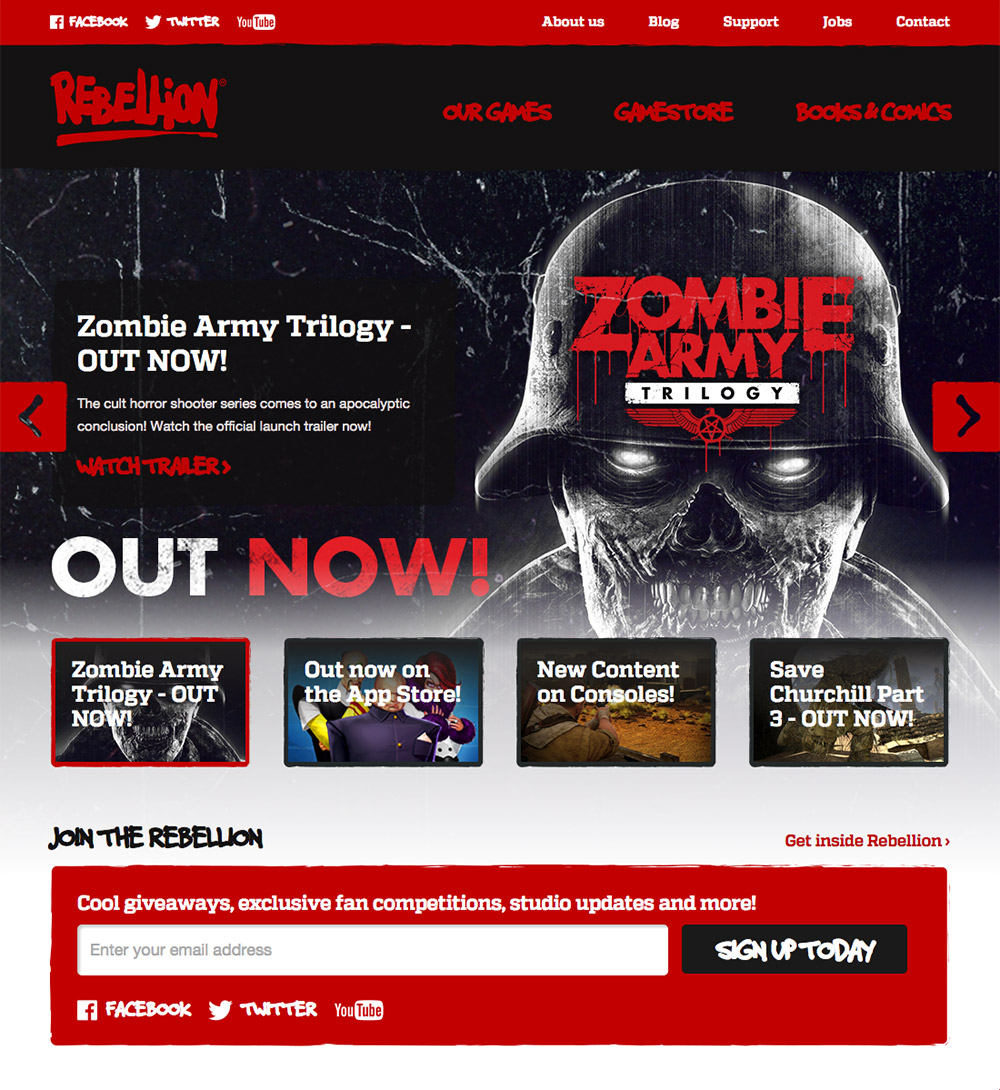 FACEBOOK TWITTER YouTube
About us Blog Support Jobs Contact
REBELLION®
OUR GAMES GAMESTORE BOOKS & COMICS
ZOMBIE
ARMY
TRILOGY
Zombie Army Trilogy -
OUT NOW!
The cult horror shooter series comes to an apocalyptic
conclusion! Watch the official launch trailer now!
WATCH TRAILER ›
OUT NOW!
Zombie Army
Trilogy - OUT
NOW!
Out now on
the App Store!
New Content
on Consoles!
Save
Churchill Part
3 - OUT NOW!
JOIN THE REBELLION
Get inside Rebellion ›
Cool giveaways, exclusive fan competitions, studio updates and more!
Enter your email address
SIGN UP TODAY
FACEBOOK TWITTER YouTube